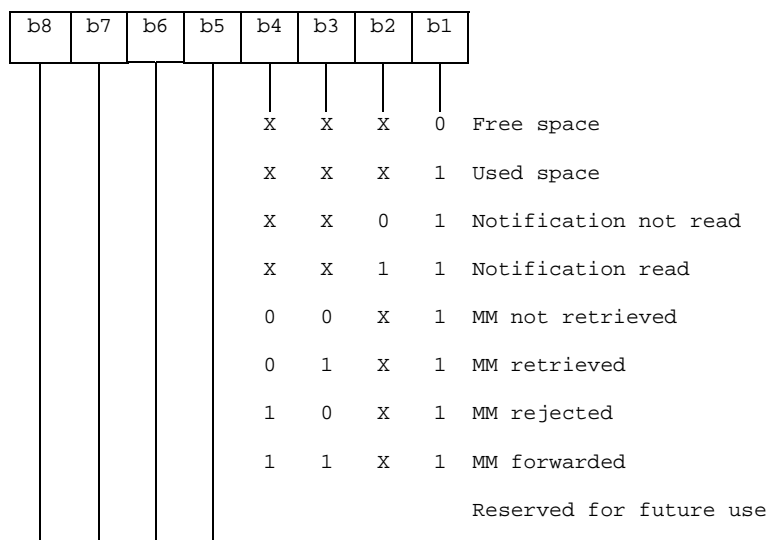 b8 b7 b6 b5 b4 b3 b2 b1
X X X 0 Free space
X X X 1 Used space
X X 0 1 Notification not read
X X 1 1 Notification read
0 0 X 1 MM not retrieved
0 1 X 1 MM retrieved
1 0 X 1 MM rejected
1 1 X 1 MM forwarded
Reserved for future use